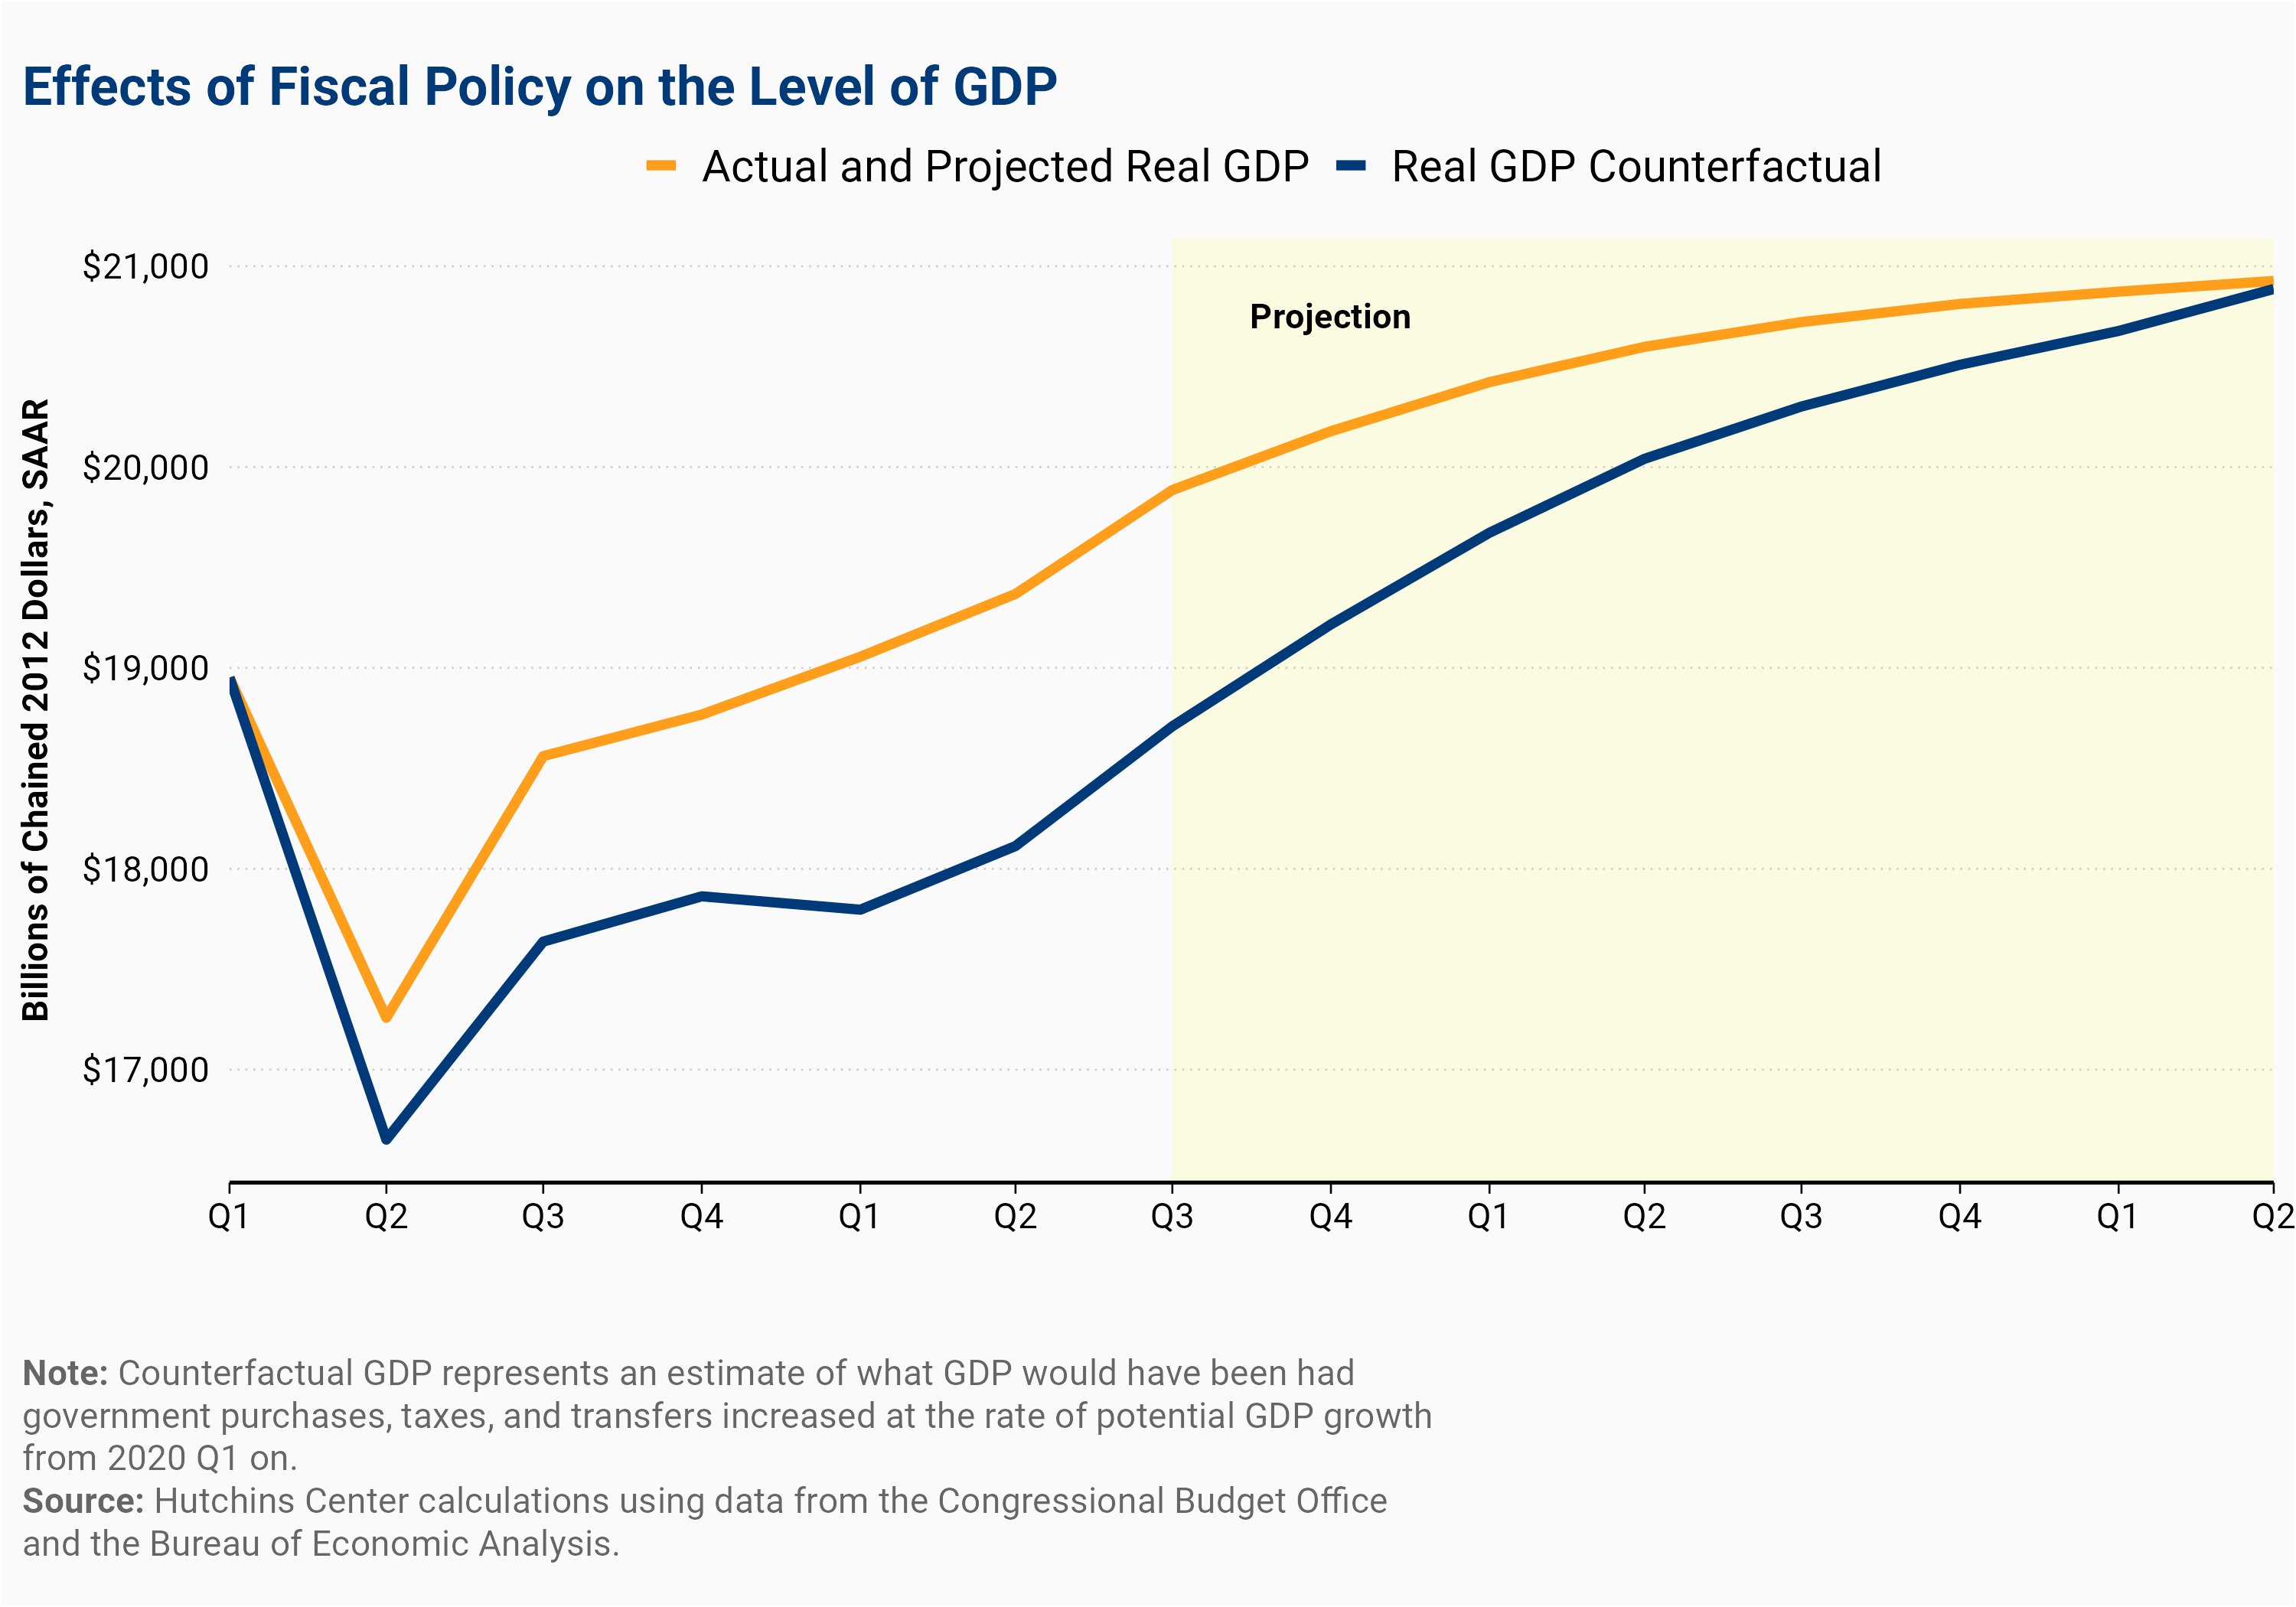 Effects of Fiscal Policy on the Level of GDP
Actual and Projected Real GDP Real GDP Counterfactual
Billions of Chained 2012 Dollars, SAAR
$21,000
Projection
$20,000
$19,000
$18,000
$17,000
Q1 Q2 Q3 Q4 Q1 Q2 Q3 Q4 Q1 Q2 Q3 Q4 Q1 Q2
Note: Counterfactual GDP represents an estimate of what GDP would have been had
government purchases, taxes, and transfers increased at the rate of potential GDP growth
from 2020 Q1 on.
Source: Hutchins Center calculations using data from the Congressional Budget Office
and the Bureau of Economic Analysis.